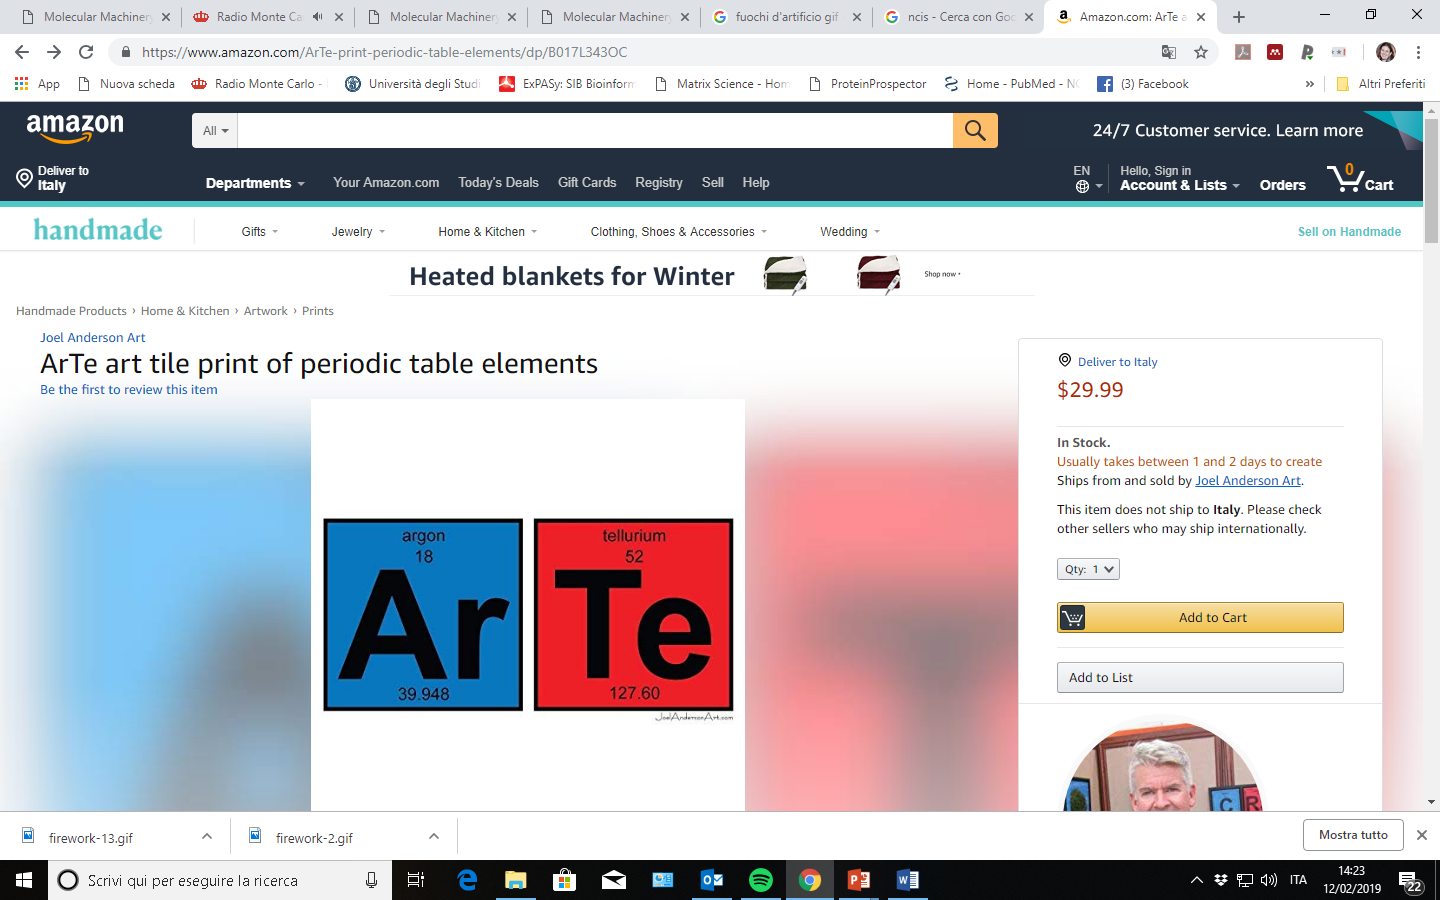 Molecular Machiner
Radio Monte Ca
Molecular Machiner
Molecular Machiner
fuochi d'artificio gif
ncis - Cerca con Goo
Amazon.com: ArTe a
https://www.amazon.com/ArTe-print-periodic-table-elements/dp/B017L343OC
App
Nuova scheda
Radio Monte Carlo -
Università degli Studi
ExPASy: SIB Bioinform
Matrix Science - Hom
ProteinProspector
Home - PubMed - NC
(3) Facebook
»
Altri Preferiti
amazon
All
24/7 Customer service. Learn more
Deliver to
Italy
Departments
Your Amazon.com
Today's Deals
Gift Cards
Registry
Sell
Help
EN
Hello, Sign in
Account & Lists
Orders
0
Cart
handmade
Gifts
Jewelry
Home & Kitchen
Clothing, Shoes & Accessories
Wedding
Sell on Handmade
Heated blankets for Winter
Shop now
Handmade Products › Home & Kitchen › Artwork › Prints
Joel Anderson Art
ArTe art tile print of periodic table elements
Be the first to review this item
argon
18
Ar
39.948
tellurium
52
Te
127.60
JoelAndersonArt.com
Deliver to Italy
$29.99
In Stock.
Usually takes between 1 and 2 days to create
Ships from and sold by Joel Anderson Art.
This item does not ship to Italy. Please check
other sellers who may ship internationally.
Qty: 1
Add to Cart
Add to List
C
R
firework-13.gif
firework-2.gif
Mostra tutto
Scrivi qui per eseguire la ricerca
ITA
14:23
12/02/2019
22